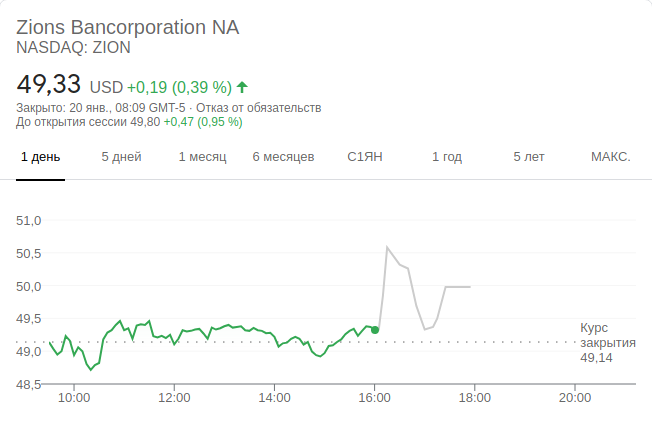 Zions Bancorporation NA
NASDAQ: ZION
49,33 USD +0,19 (0,39 %)
Закрыто: 20 янв., 08:09 GMT-5 · Отказ от обязательств
До открытия сессии 49,80 +0,47 (0,95 %)
1 день 5 дней 1 месяц 6 месяцев С1ЯН 1 год 5 лет МАКС.
51,0
50,5
50,0
49,5
49,0
48,5
Курс
закрытия
49,14
10:00 12:00 14:00 16:00 18:00 20:00